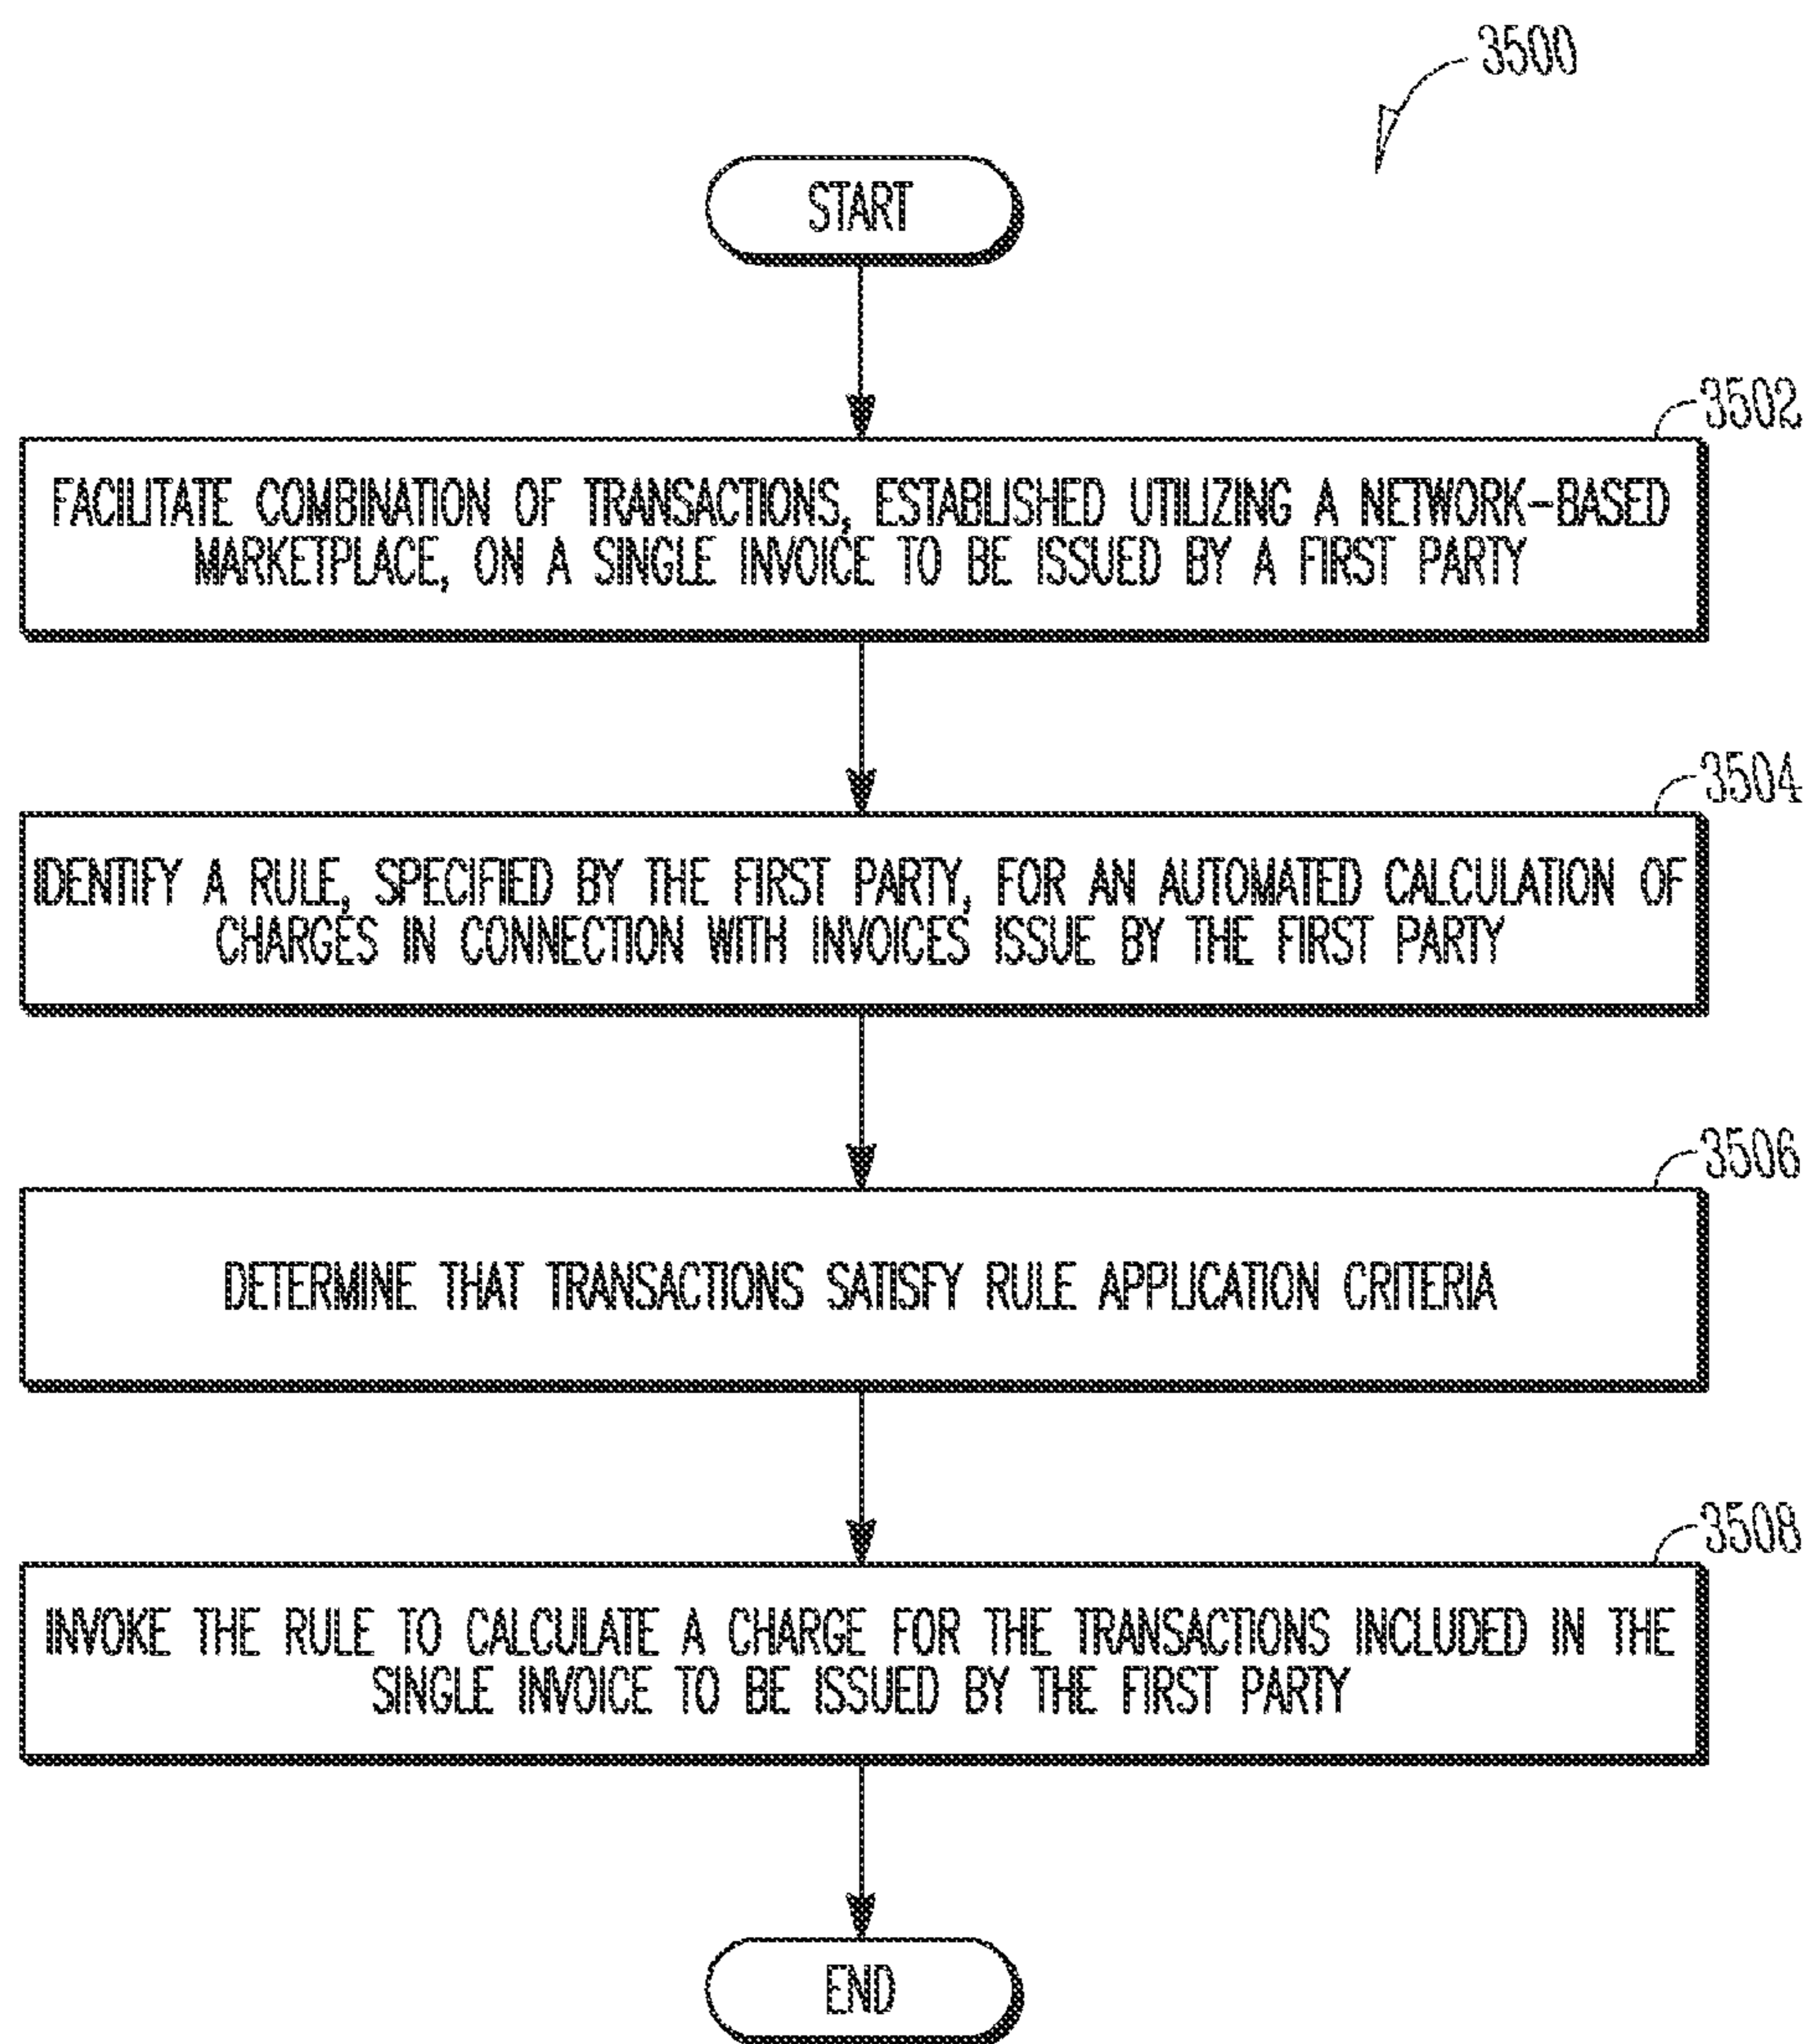 3500
START
3502
FACILITATE COMBINATION OF TRANSACTIONS, ESTABLISHED UTILIZING A NETWORK-BASED
MARKETPLACE, ON A SINGLE INVOICE TO BE ISSUED BY A FIRST PARTY
3504
IDENTIFY A RULE, SPECIFIED BY THE FIRST PARTY, FOR AN AUTOMATED CALCULATION OF
CHARGES IN CONNECTION WITH INVOICES ISSUE BY THE FIRST PARTY
3506
DETERMINE THAT TRANSACTIONS SATISFY RULE APPLICATION CRITERIA
3508
INVOKE THE RULE TO CALCULATE A CHARGE FOR THE TRANSACTIONS INCLUDED IN THE
SINGLE INVOICE TO BE ISSUED BY THE FIRST PARTY
END